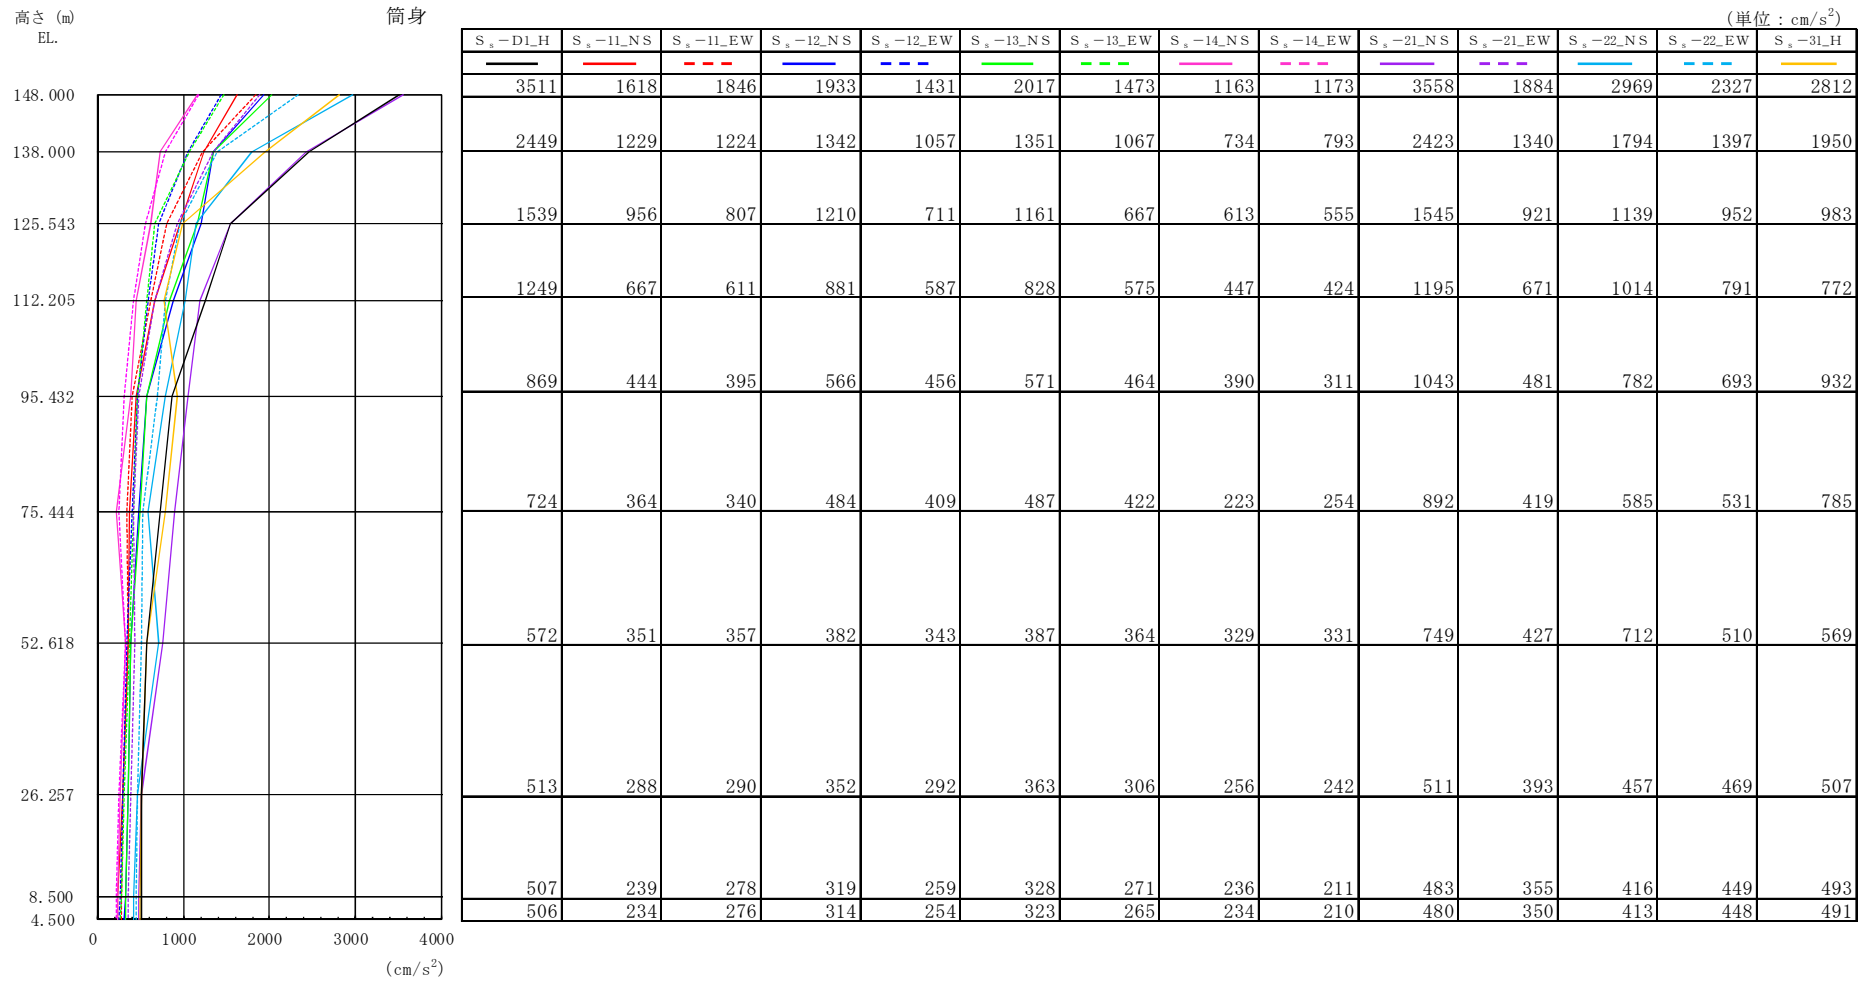 高さ (m)
EL.
筒身
(単位：cm/s²)
Sₛ－D1_H Sₛ－11_NS Sₛ－11_EW Sₛ－12_NS Sₛ－12_EW Sₛ－13_NS Sₛ－13_EW Sₛ－14_NS Sₛ－14_EW Sₛ－21_NS Sₛ－21_EW Sₛ－22_NS Sₛ－22_EW Sₛ－31_H
148.000 3511 1618 1846 1933 1431 2017 1473 1163 1173 3558 1884 2969 2327 2812
138.000 2449 1229 1224 1342 1057 1351 1067 734 793 2423 1340 1794 1397 1950
125.543 1539 956 807 1210 711 1161 667 613 555 1545 921 1139 952 983
112.205 1249 667 611 881 587 828 575 447 424 1195 671 1014 791 772
95.432 869 444 395 566 456 571 464 390 311 1043 481 782 693 932
75.444 724 364 340 484 409 487 422 223 254 892 419 585 531 785
52.618 572 351 357 382 343 387 364 329 331 749 427 712 510 569
26.257 513 288 290 352 292 363 306 256 242 511 393 457 469 507
8.500 507 239 278 319 259 328 271 236 211 483 355 416 449 493
4.500 506 234 276 314 254 323 265 234 210 480 350 413 448 491
0 1000 2000 3000 4000
(cm/s²)